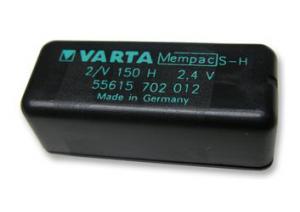 VARTA Mempac S-H
2/V 150 H 2,4 V
55615 702 012
Made in Germany